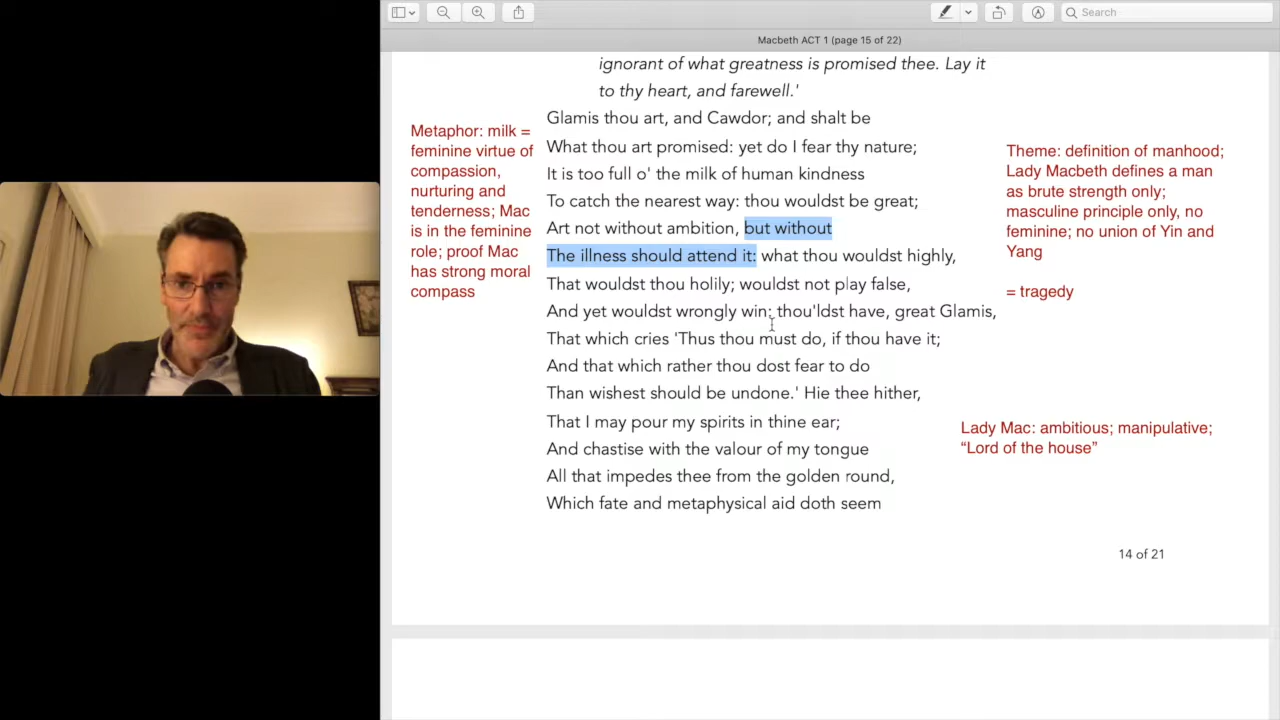 Search
Macbeth ACT 1 (page 15 of 22)
ignorant of what greatness is promised thee. Lay it
to thy heart, and farewell.'
Glamis thou art, and Cawdor; and shalt be
What thou art promised: yet do I fear thy nature;
It is too full o' the milk of human kindness
To catch the nearest way: thou wouldst be great;
Art not without ambition, but without
The illness should attend it: what thou wouldst highly,
That wouldst thou holily; wouldst not play false,
And yet wouldst wrongly win: thou'ldst have, great Glamis,
That which cries 'Thus thou must do, if thou have it;
And that which rather thou dost fear to do
Than wishest should be undone.' Hie thee hither,
That I may pour my spirits in thine ear;
And chastise with the valour of my tongue
All that impedes thee from the golden round,
Which fate and metaphysical aid doth seem
Metaphor: milk =
feminine virtue of
compassion,
nurturing and
tenderness; Mac
is in the feminine
role; proof Mac
has strong moral
compass
Theme: definition of manhood;
Lady Macbeth defines a man
as brute strength only;
masculine principle only, no
feminine; no union of Yin and
Yang
= tragedy
Lady Mac: ambitious; manipulative;
“Lord of the house”
14 of 21